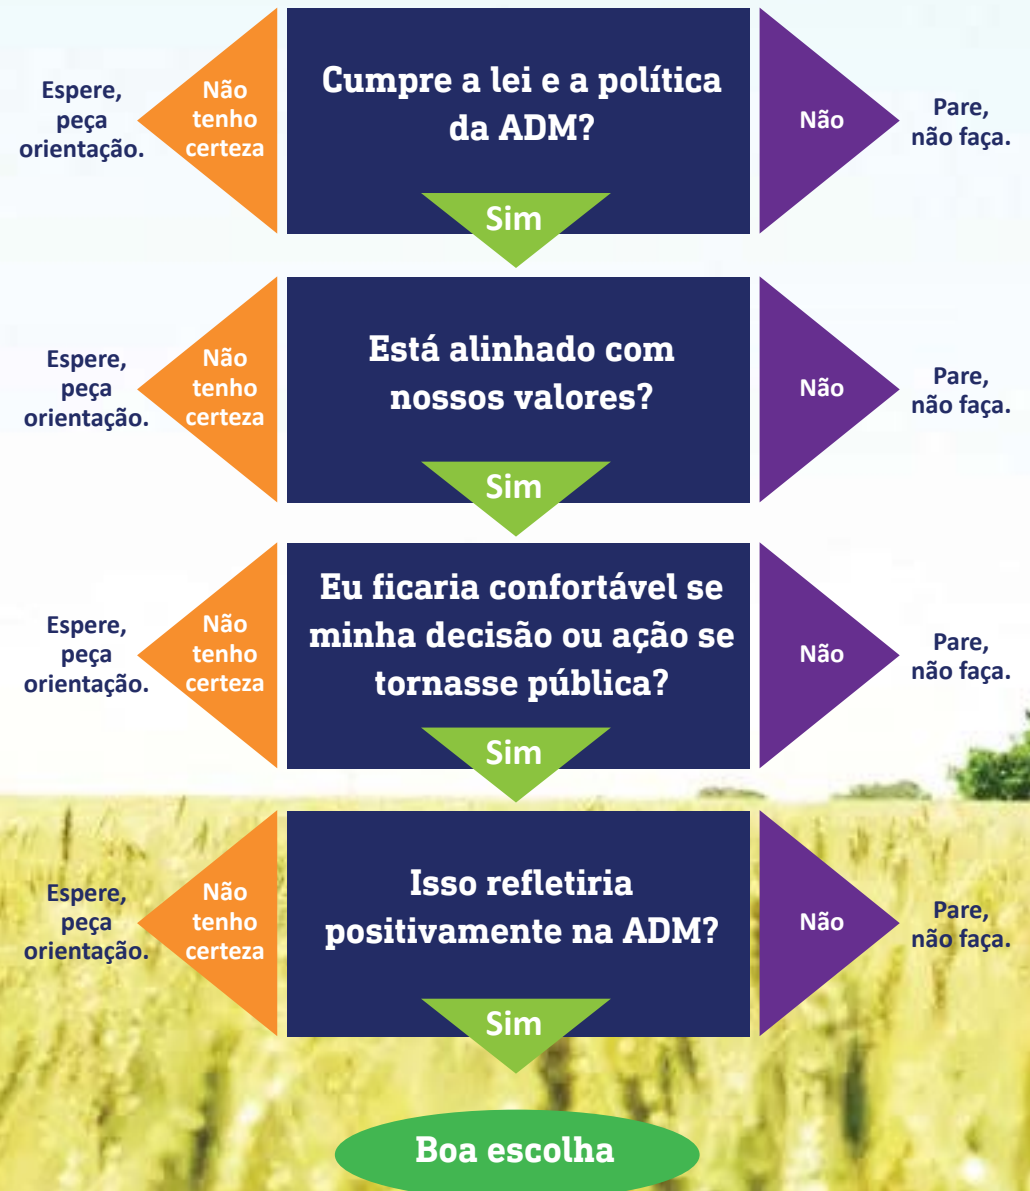 Cumpre a lei e a política
da ADM?
Espere,
peça
orientação.
Não
tenho
certeza
Não
Pare,
não faça.
Sim
Está alinhado com
nossos valores?
Espere,
peça
orientação.
Não
tenho
certeza
Não
Pare,
não faça.
Sim
Eu ficaria confortável se
minha decisão ou ação se
tornasse pública?
Espere,
peça
orientação.
Não
tenho
certeza
Não
Pare,
não faça.
Sim
Isso refletiria
positivamente na ADM?
Espere,
peça
orientação.
Não
tenho
certeza
Não
Pare,
não faça.
Sim
Boa escolha